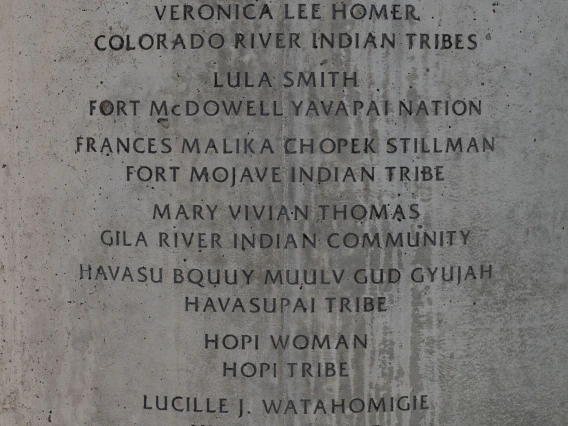 VERONICA LEE HOMER
COLORADO RIVER INDIAN TRIBES
LULA SMITH
FORT McDOWELL YAVAPAI NATION
FRANCES MALIKA CHOPEK STILLMAN
FORT MOJAVE INDIAN TRIBE
MARY VIVIAN THOMAS
GILA RIVER INDIAN COMMUNITY
HAVASU BQUUY MUULV GUD GYUJAH
HAVASUPAI TRIBE
HOPI WOMAN
HOPI TRIBE
LUCILLE J. WATAHOMIGIE